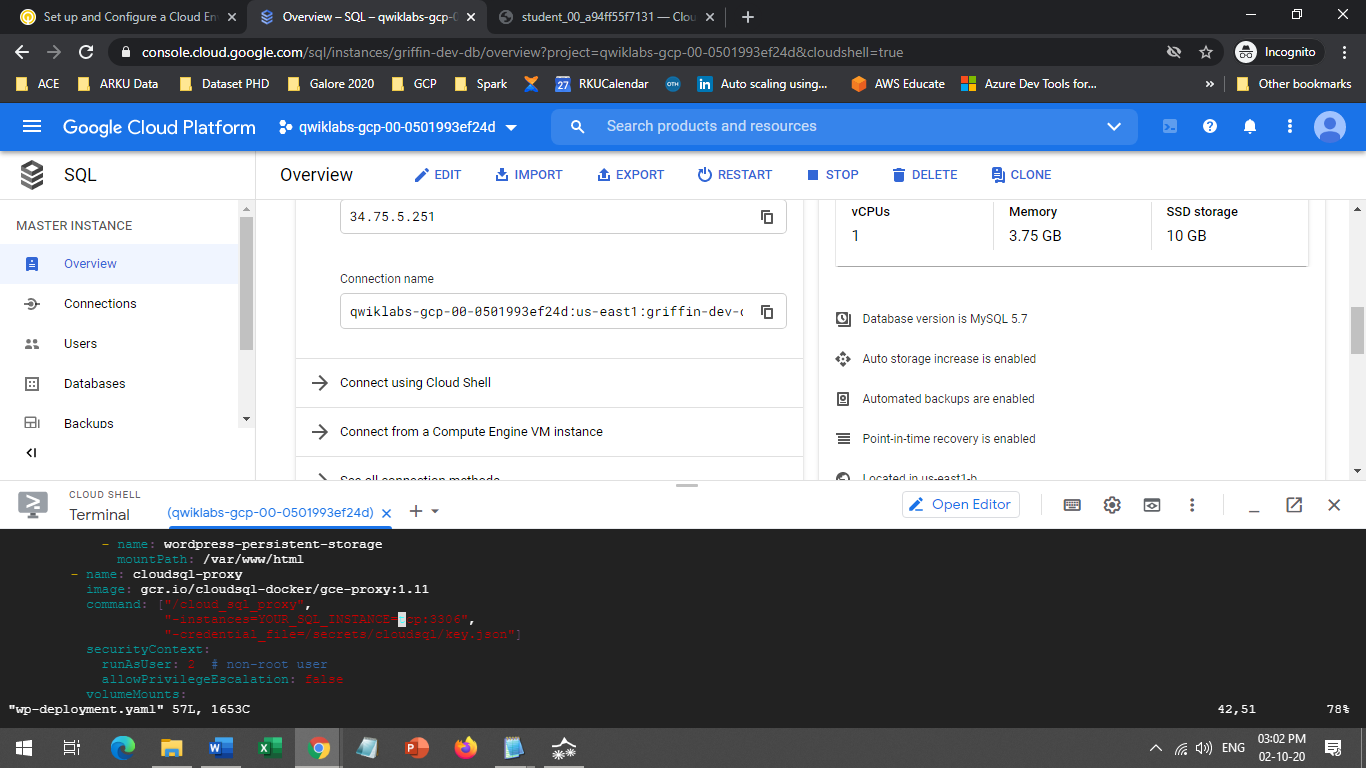 Set up and Configure a Cloud En
Overview – SQL – qwiklabs-gcp-0
student_00_a94ff55f7131 — Clou
console.cloud.google.com/sql/instances/griffin-dev-db/overview?project=qwiklabs-gcp-00-0501993ef24d&cloudshell=true
Incognito
ACE
ARKU Data
Dataset PHD
Galore 2020
GCP
Spark
27
RKUCalendar
OTH
in
Auto scaling using...
AWS Educate
Azure Dev Tools for...
»
Other bookmarks
Google Cloud Platform
qwiklabs-gcp-00-0501993ef24d
Search products and resources
SQL
Overview
EDIT
IMPORT
EXPORT
RESTART
STOP
DELETE
CLONE
MASTER INSTANCE
Overview
Connections
Users
Databases
Backups
34.75.5.251
Connection name
qwiklabs-gcp-00-0501993ef24d:us-east1:griffin-dev-d
Connect using Cloud Shell
Connect from a Compute Engine VM instance
See all connection methods
vCPUs
Memory
SSD storage
1
3.75 GB
10 GB
Database version is MySQL 5.7
Auto storage increase is enabled
Automated backups are enabled
Point-in-time recovery is enabled
Located in us-east1-b
CLOUD SHELL
Terminal
(qwiklabs-gcp-00-0501993ef24d)
Open Editor
- name: wordpress-persistent-storage
mountPath: /var/www/html
- name: cloudsql-proxy
image: gcr.io/cloudsql-docker/gce-proxy:1.11
command: ["/cloud_sql_proxy",
"-instances=YOUR_SQL_INSTANCE=tcp:3306",
"-credential_file=/secrets/cloudsql/key.json"]
securityContext:
runAsUser: 2 # non-root user
allowPrivilegeEscalation: false
volumeMounts:
"wp-deployment.yaml" 57L, 1653C
42,51
78%
ENG
03:02 PM
02-10-20